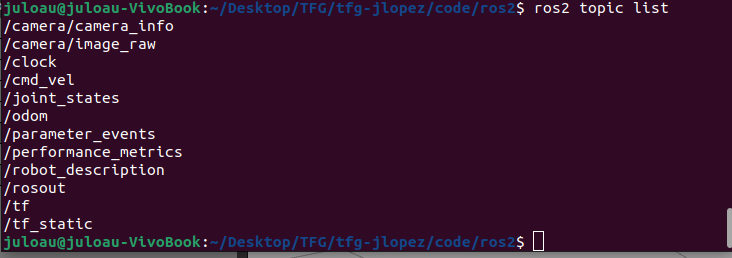 juloau@juloau-VivoBook:~/Desktop/TFG/tfg-jlopez/code/ros2$ ros2 topic list
/camera/camera_info
/camera/image_raw
/clock
/cmd_vel
/joint_states
/odom
/parameter_events
/performance_metrics
/robot_description
/rosout
/tf
/tf_static
juloau@juloau-VivoBook:~/Desktop/TFG/tfg-jlopez/code/ros2$